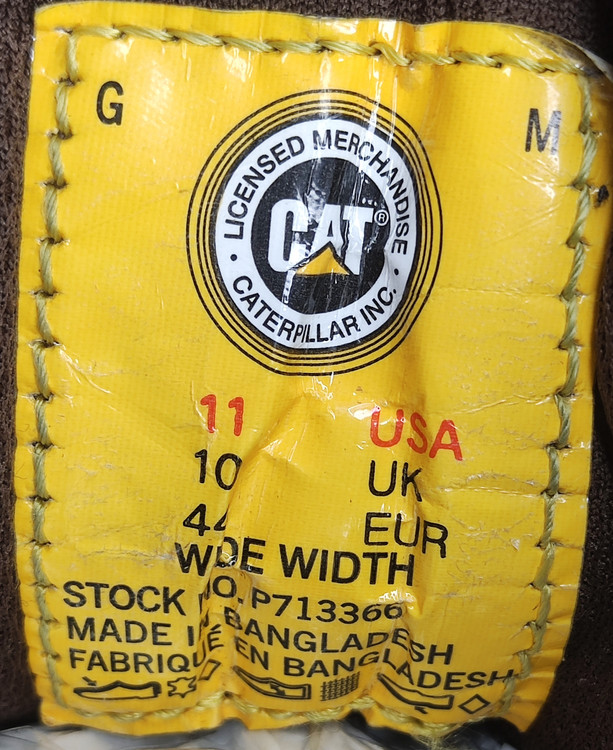 G M
LICENSED MERCHANDISE
CAT®
· CATERPILLAR INC. ·
11 USA
10 UK
44 EUR
WIDE WIDTH
STOCK NO. P713366
MADE IN BANGLADESH
FABRIQUÉ EN BANGLADESH